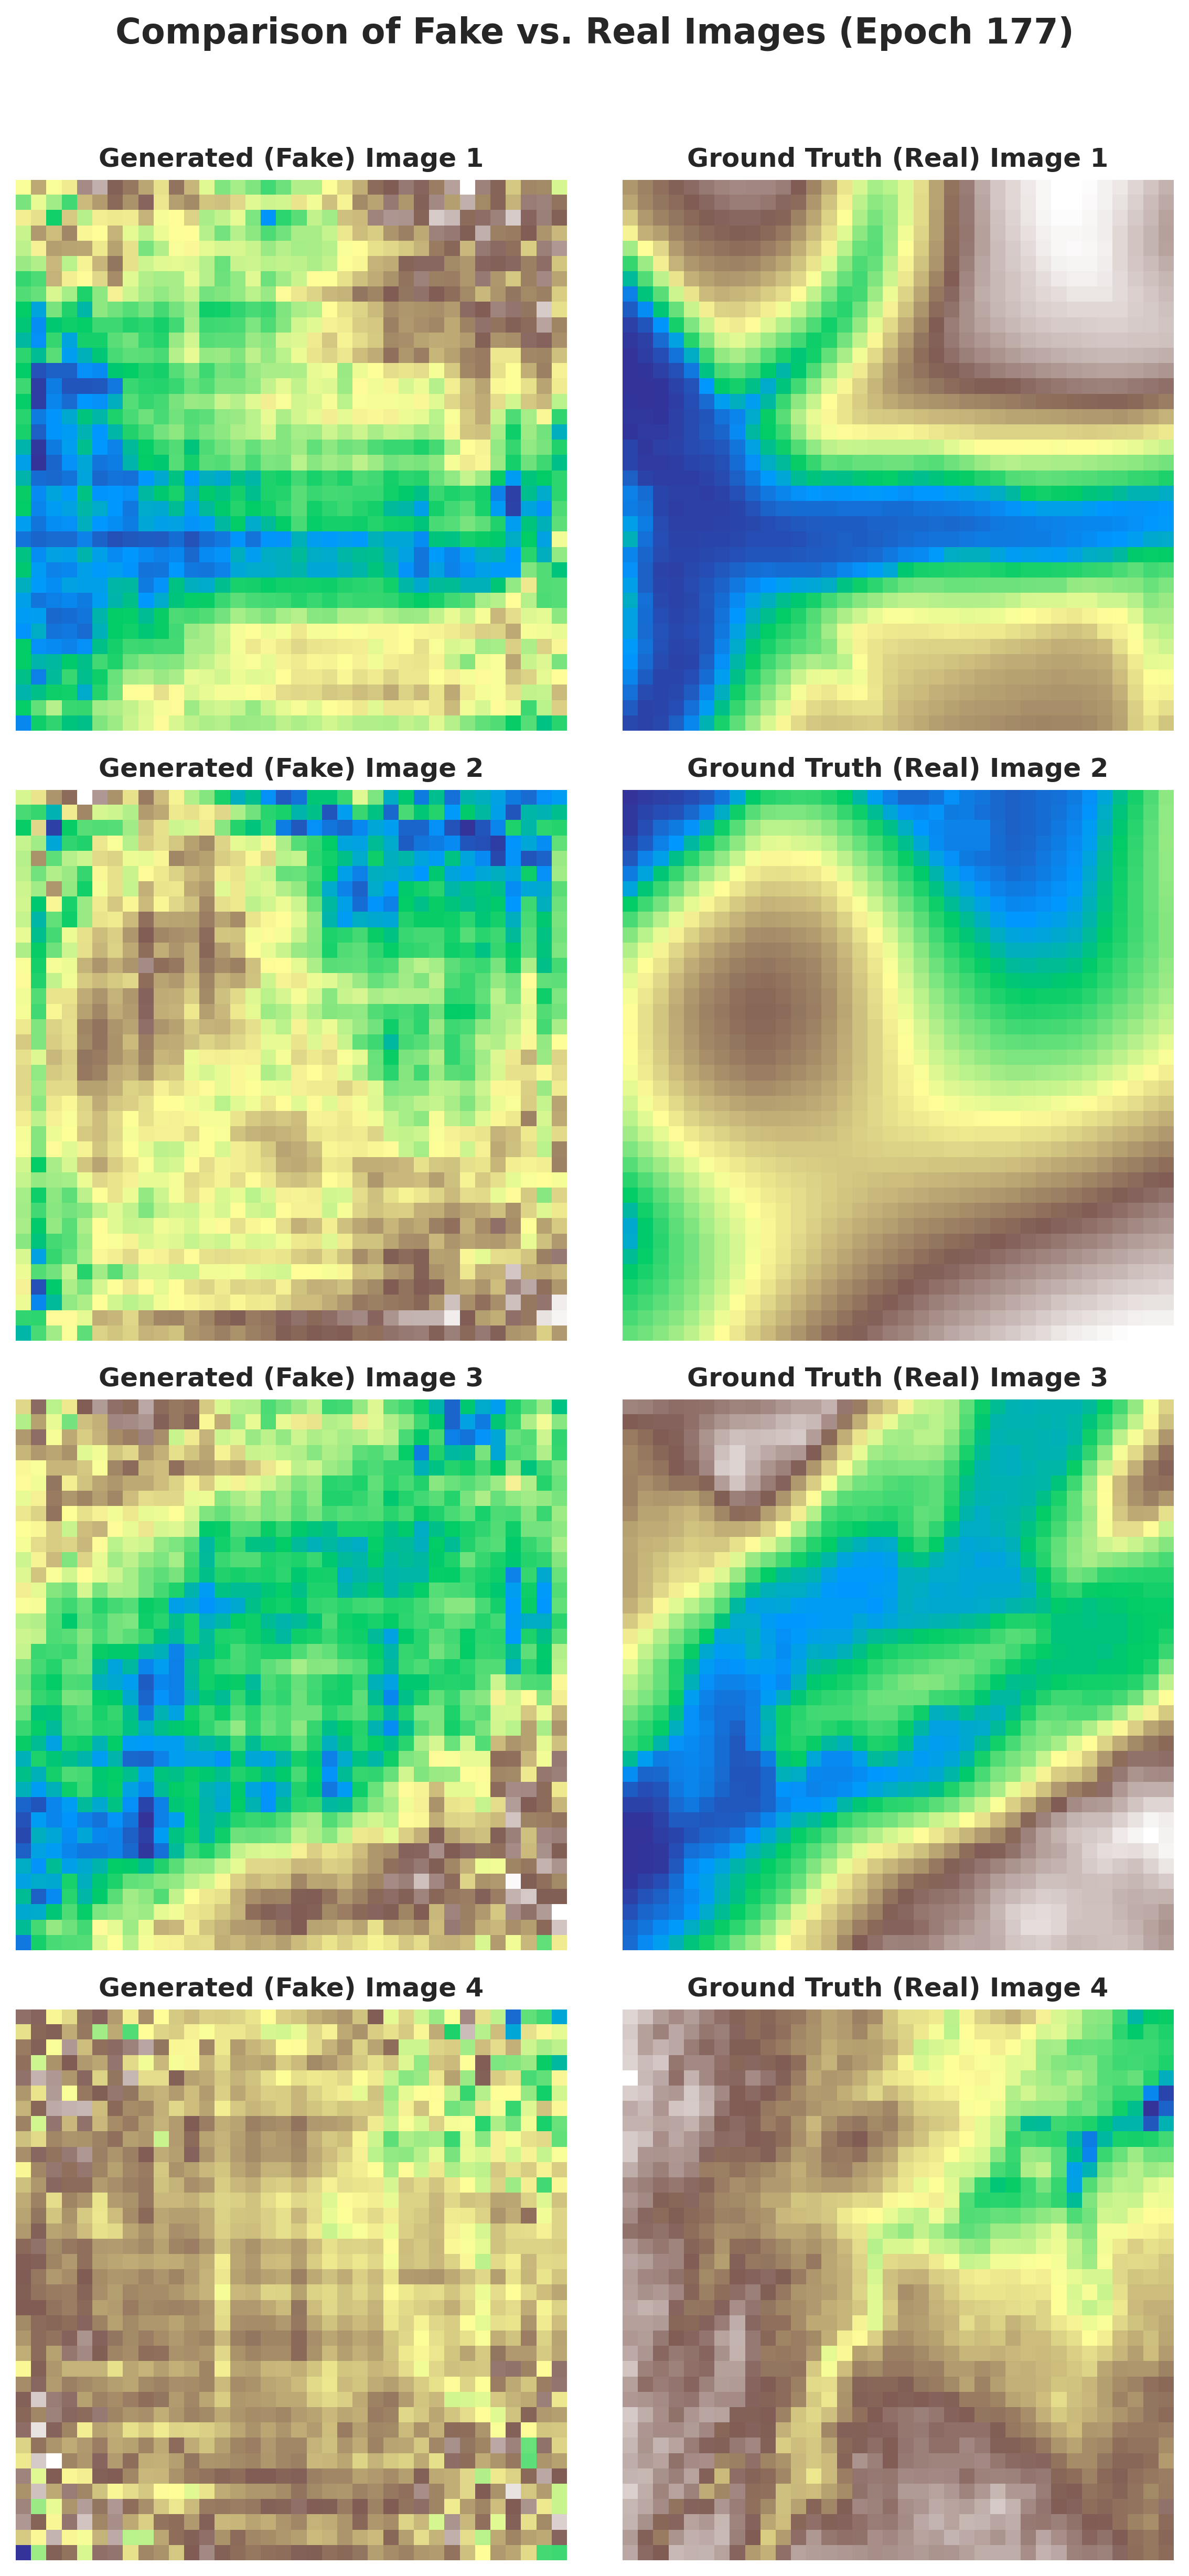 Comparison of Fake vs. Real Images (Epoch 177)
Generated (Fake) Image 1
Ground Truth (Real) Image 1
Generated (Fake) Image 2
Ground Truth (Real) Image 2
Generated (Fake) Image 3
Ground Truth (Real) Image 3
Generated (Fake) Image 4
Ground Truth (Real) Image 4